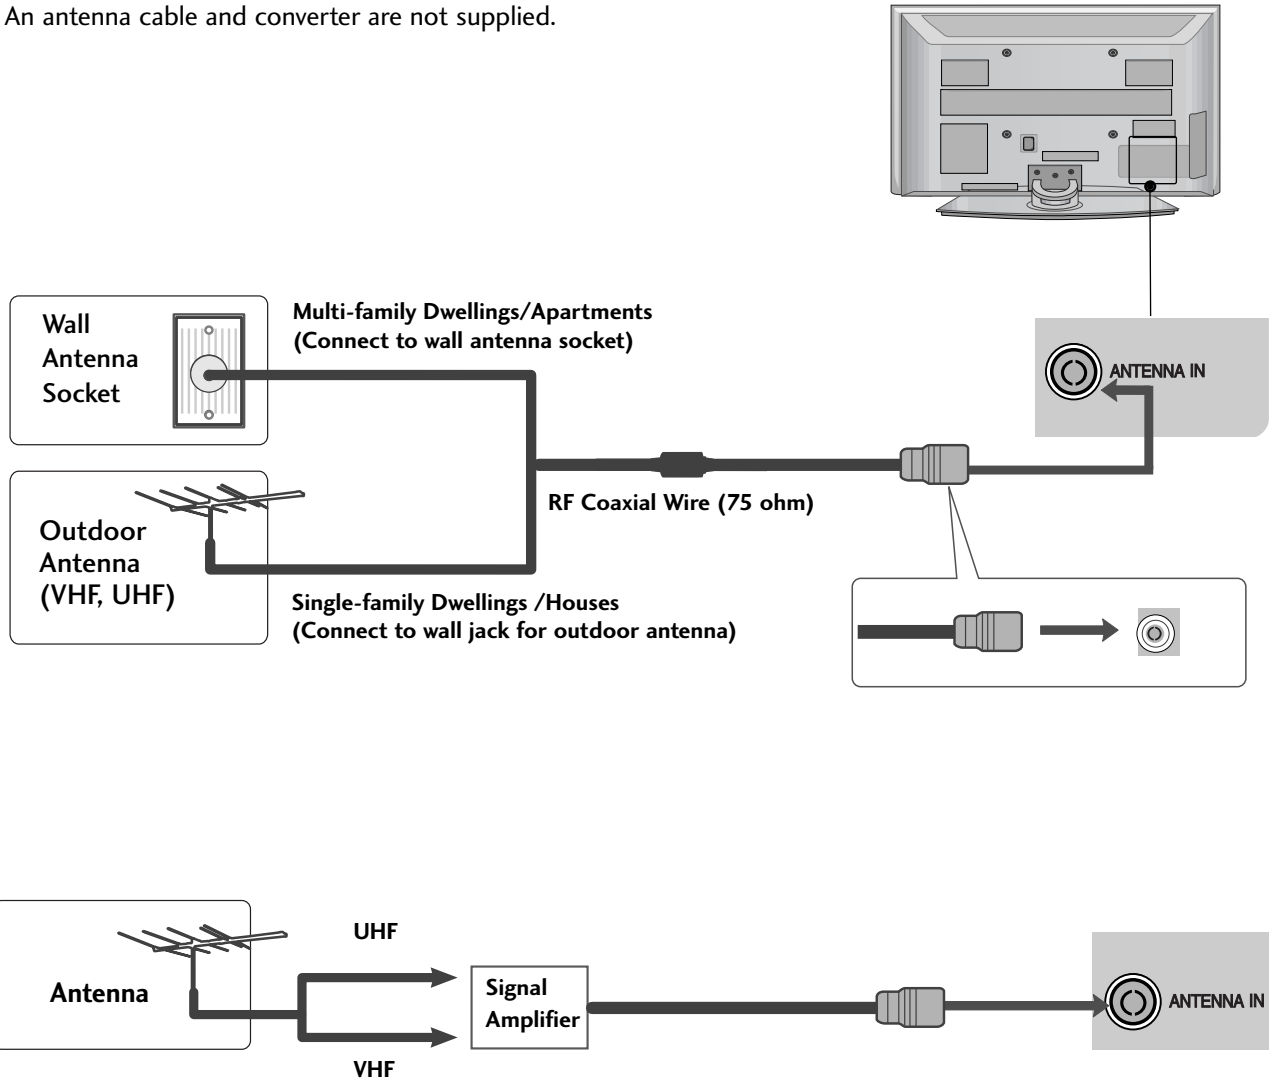 An antenna cable and converter are not supplied.
Wall
Antenna
Socket
Multi-family Dwellings/Apartments
(Connect to wall antenna socket)
ANTENNA IN
RF Coaxial Wire (75 ohm)
Outdoor
Antenna
(VHF, UHF)
Single-family Dwellings /Houses
(Connect to wall jack for outdoor antenna)
UHF
Antenna
Signal
Amplifier
ANTENNA IN
VHF